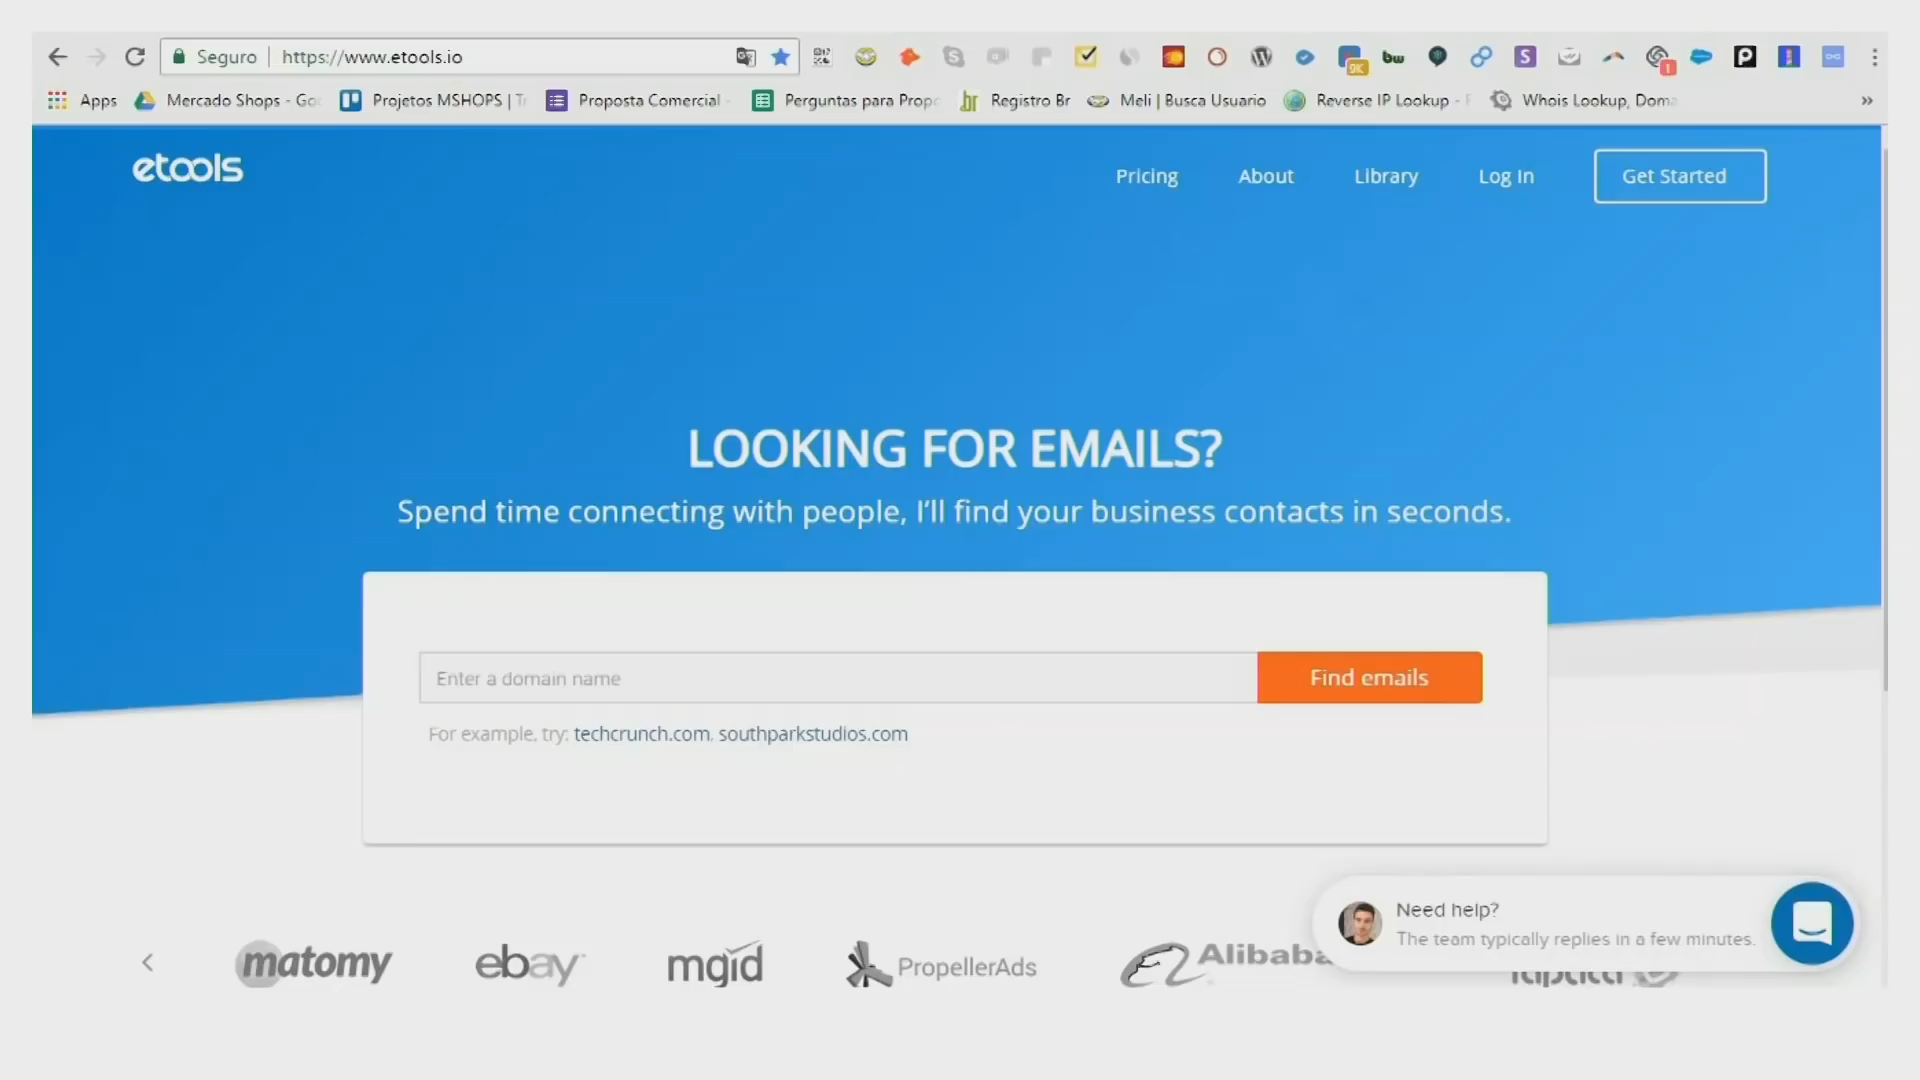 Seguro https://www.etools.io
9K
1
Apps Mercado Shops - Go Projetos MSHOPS | T Proposta Comercial - Perguntas para Prop Registro Br Meli | Busca Usuario Reverse IP Lookup - Whois Lookup, Doma »
etools
Pricing About Library Log In Get Started
LOOKING FOR EMAILS?
Spend time connecting with people, I'll find your business contacts in seconds.
Enter a domain name Find emails
For example, try: techcrunch.com, southparkstudios.com
Need help?
The team typically replies in a few minutes.
matomy ebay mgid PropellerAds Alibaba